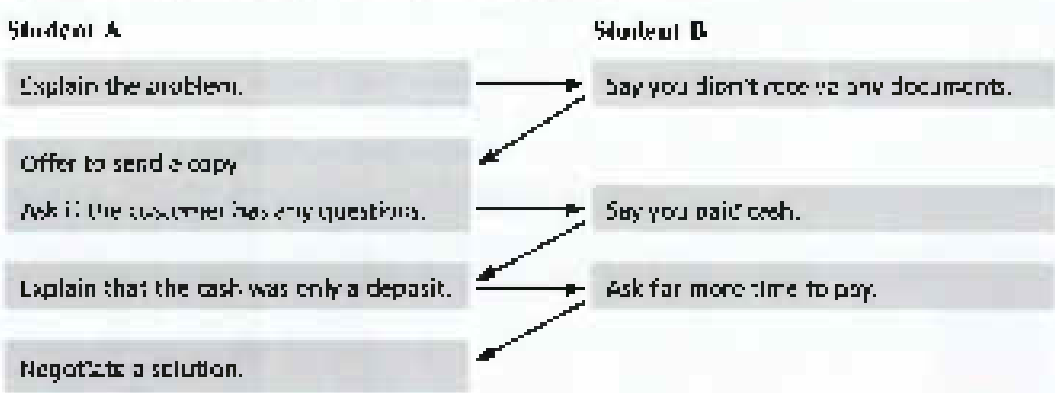 Student A
Student B
Explain the problem.
Say you didn't receive any documents.
Offer to send a copy
Ask if the customer has any questions.
Say you paid cash.
Explain that the cash was only a deposit.
Ask for more time to pay.
Negotiate a solution.